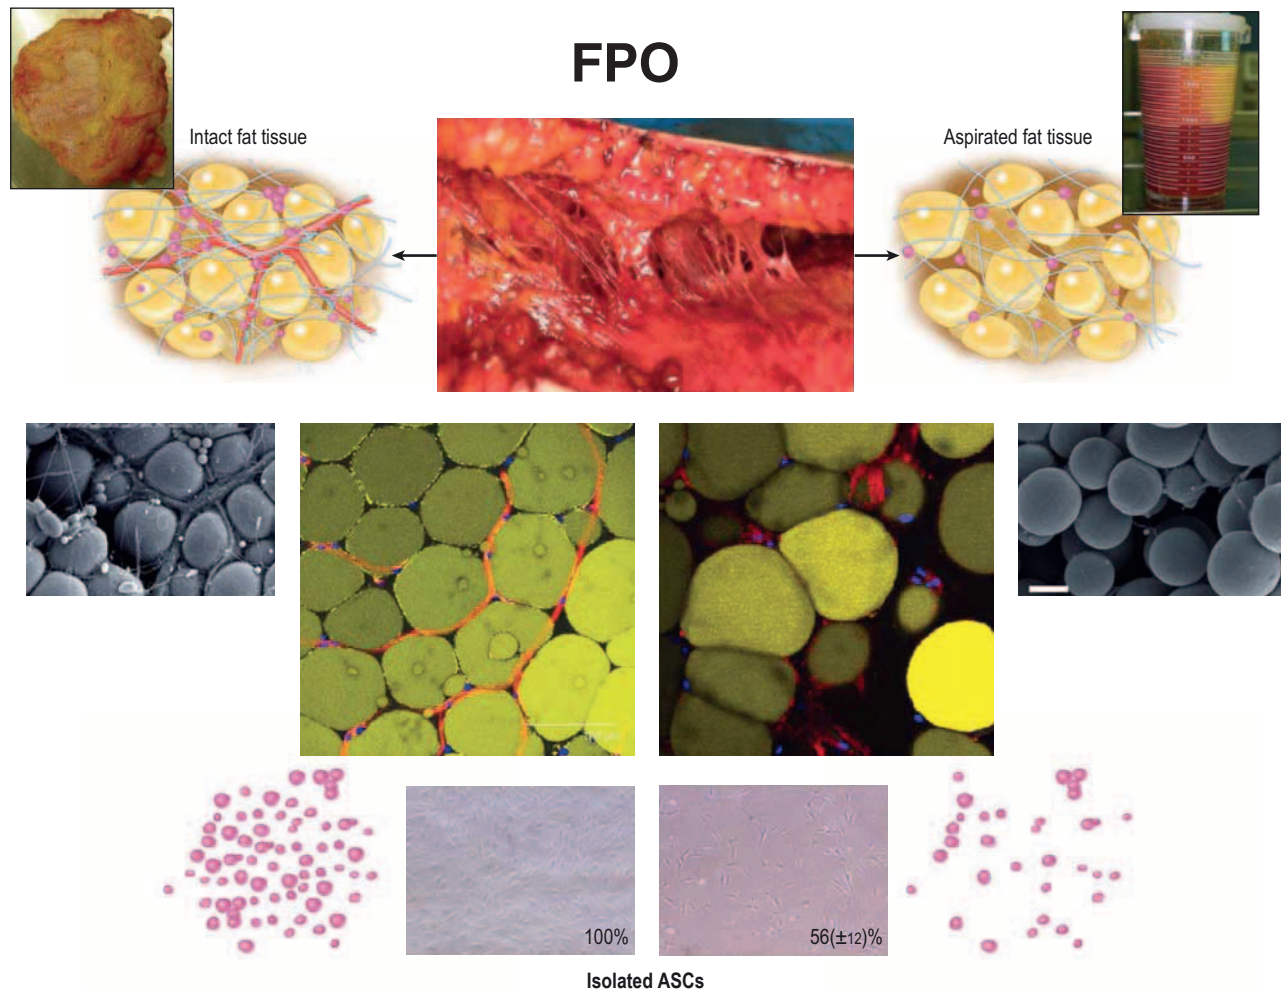 FPO
Intact fat tissue
Aspirated fat tissue
100%
56(±12)%
Isolated ASCs